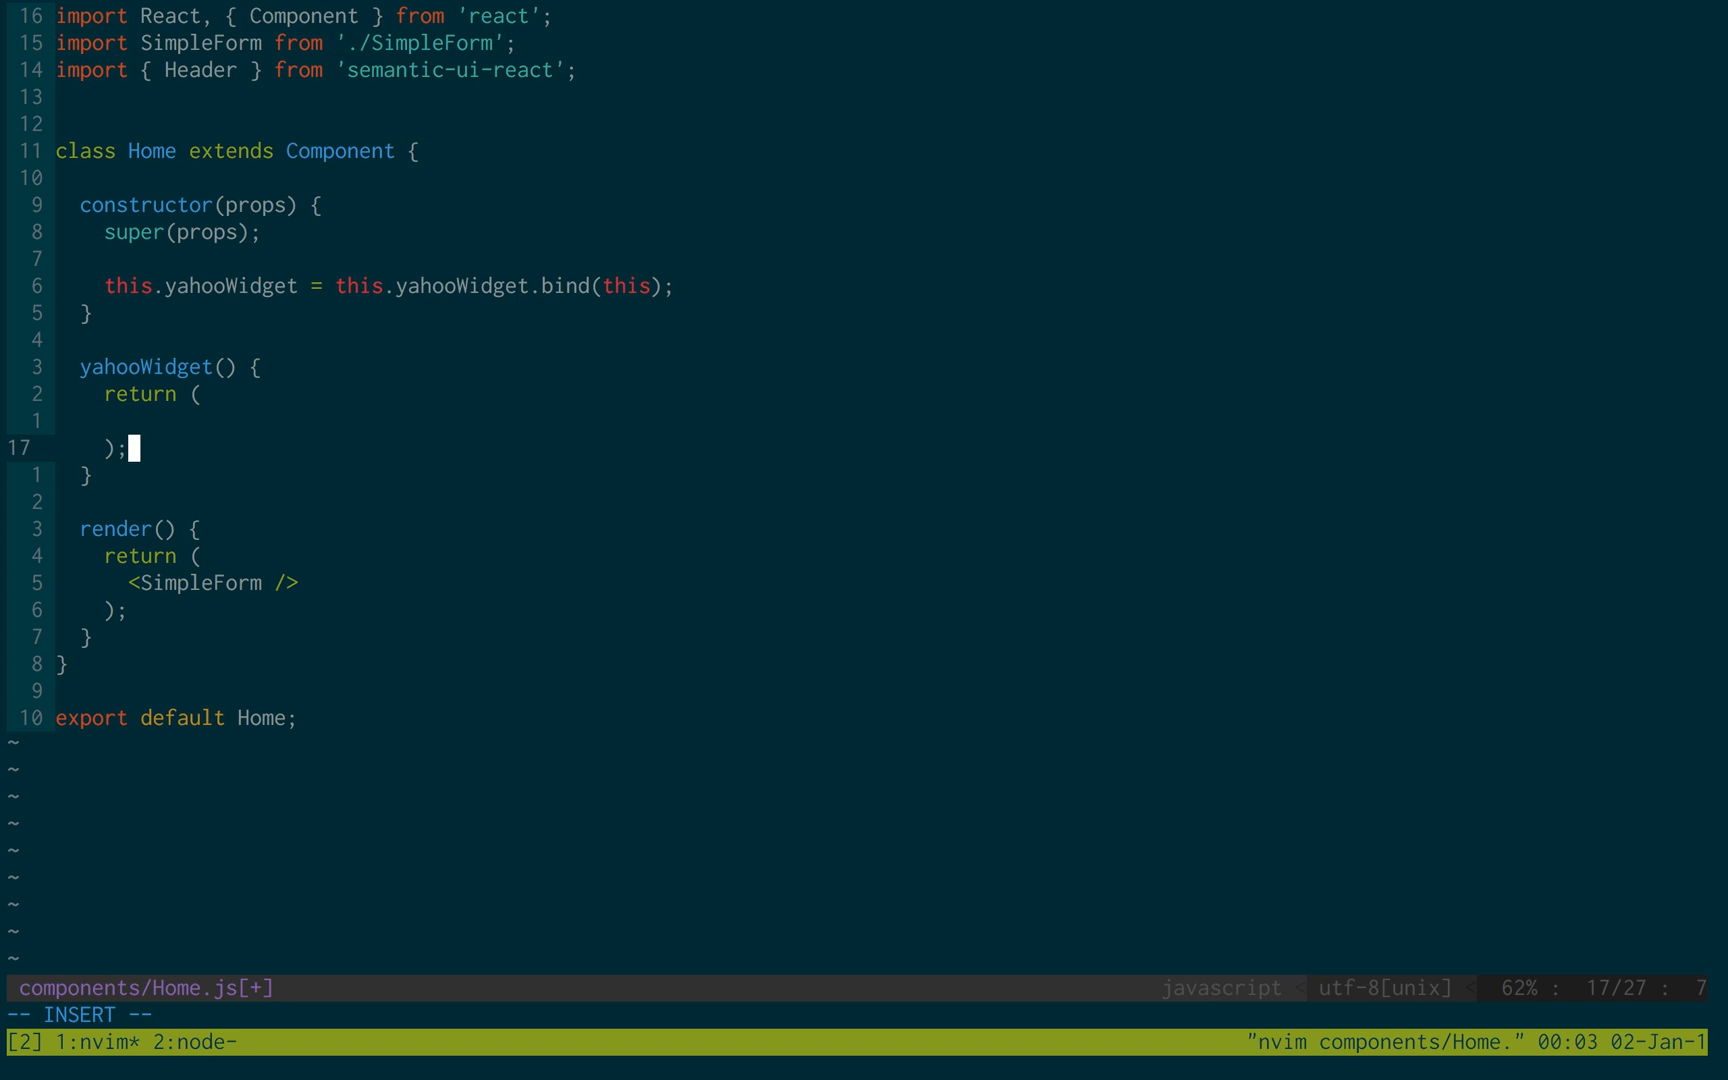 16 import React, { Component } from 'react';
15 import SimpleForm from './SimpleForm';
14 import { Header } from 'semantic-ui-react';
13
12
11 class Home extends Component {
10
9   constructor(props) {
8     super(props);
7
6     this.yahooWidget = this.yahooWidget.bind(this);
5   }
4
3   yahooWidget() {
2     return (
1
17     );
1   }
2
3   render() {
4     return (
5       <SimpleForm />
6     );
7   }
8 }
9
10 export default Home;
~
~
~
~
~
~
~
~
~
components/Home.js[+] javascript < utf-8[unix] < 62% : 17/27 : 7
-- INSERT --
[2] 1:nvim* 2:node- "nvim components/Home." 00:03 02-Jan-1